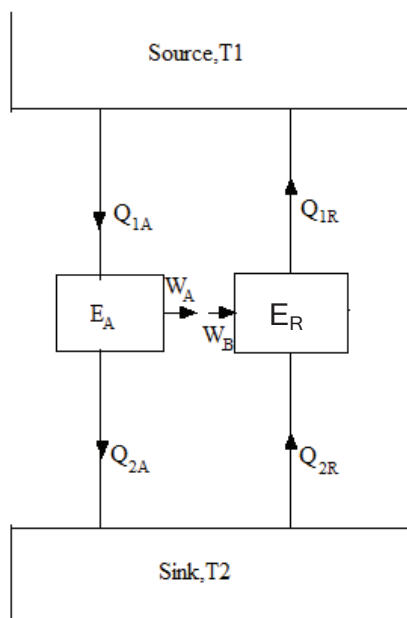 Source,T1
Q1A
Q1R
WA
EA
ER
WB
Q2A
Q2R
Sink,T2